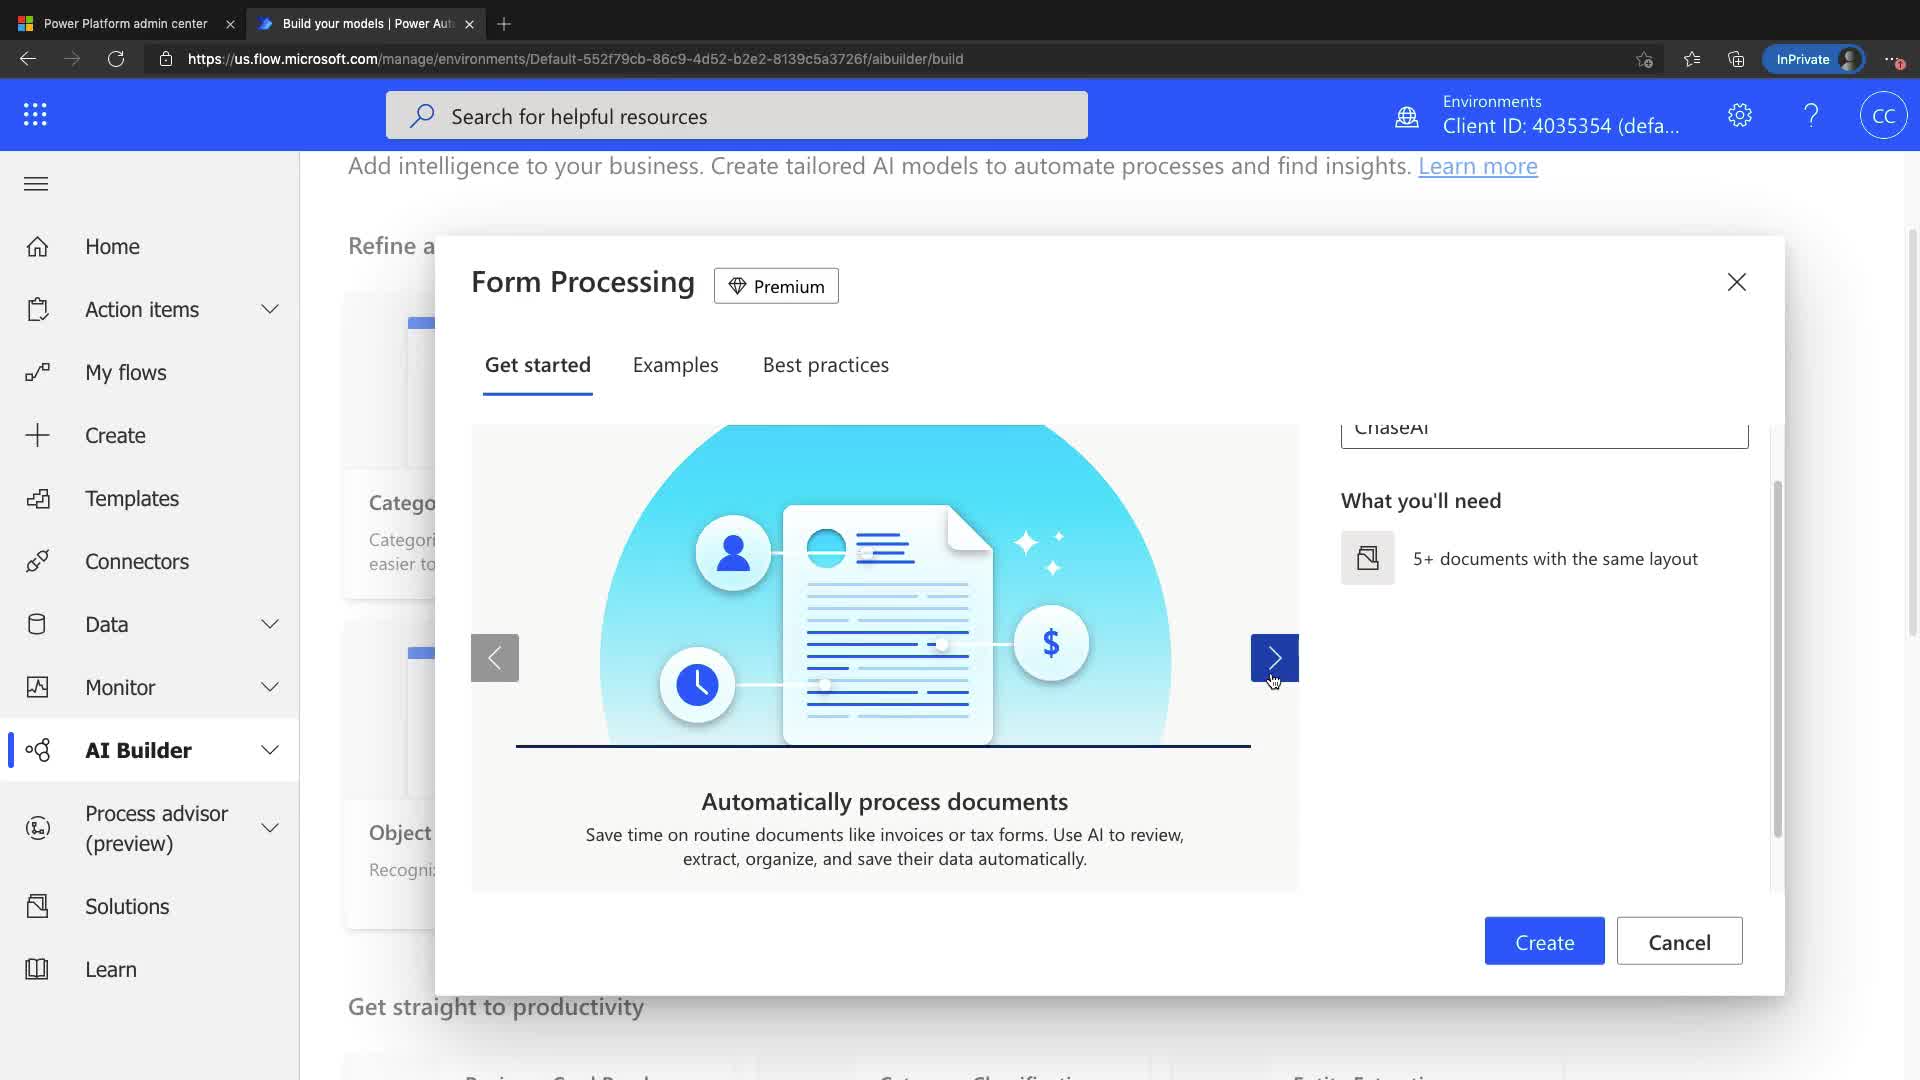 Power Platform admin center
Build your models | Power Aut
https://us.flow.microsoft.com/manage/environments/Default-552f79cb-86c9-4d52-b2e2-8139c5a3726f/aibuilder/build
InPrivate
Search for helpful resources
Environments
Client ID: 4035354 (defa...
?
CC
Add intelligence to your business. Create tailored AI models to automate processes and find insights. Learn more
Home
Action items
My flows
Create
Templates
Connectors
Data
Monitor
AI Builder
Process advisor
(preview)
Solutions
Learn
Refine a
Catego
Categori
easier to
Object
Recogniz
Form Processing
Premium
Get started
Examples
Best practices
$
Automatically process documents
Save time on routine documents like invoices or tax forms. Use AI to review,
extract, organize, and save their data automatically.
ChaseAI
What you'll need
5+ documents with the same layout
Create
Cancel
Get straight to productivity